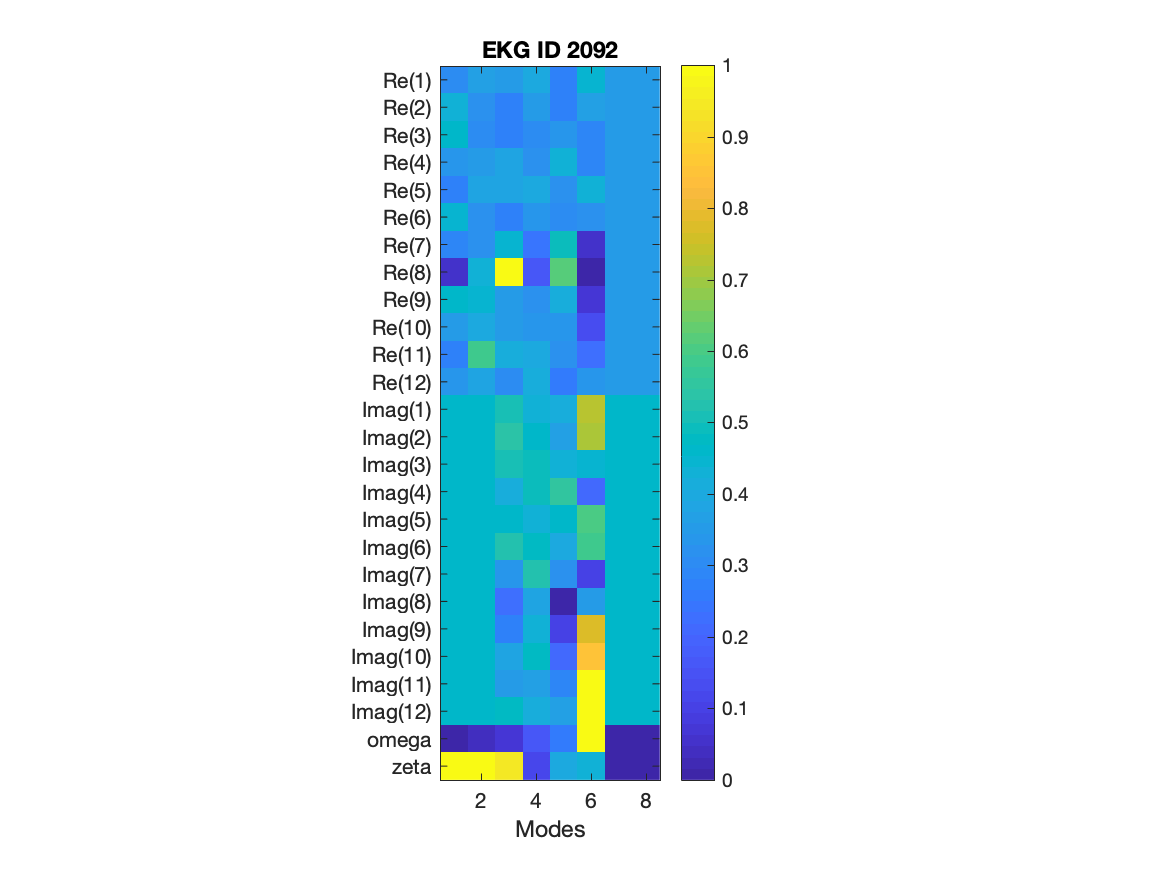 EKG ID 2092
Re(1)
Re(2)
Re(3)
Re(4)
Re(5)
Re(6)
Re(7)
Re(8)
Re(9)
Re(10)
Re(11)
Re(12)
Imag(1)
Imag(2)
Imag(3)
Imag(4)
Imag(5)
Imag(6)
Imag(7)
Imag(8)
Imag(9)
Imag(10)
Imag(11)
Imag(12)
omega
zeta
2 4 6 8
Modes
1
0.9
0.8
0.7
0.6
0.5
0.4
0.3
0.2
0.1
0